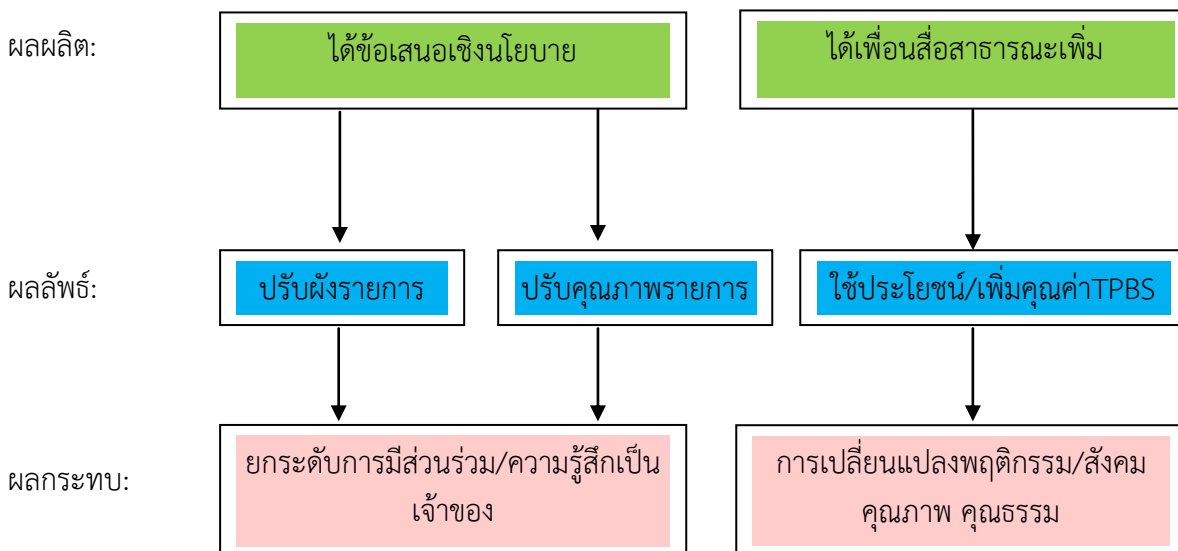 ผลผลิต:
ได้ข้อเสนอเชิงนโยบาย
ได้เพื่อนสื่อสาธารณะเพิ่ม
ผลลัพธ์:
ปรับผังรายการ
ปรับคุณภาพรายการ
ใช้ประโยชน์/เพิ่มคุณค่าTPBS
ผลกระทบ:
ยกระดับการมีส่วนร่วม/ความรู้สึกเป็น
เจ้าของ
การเปลี่ยนแปลงพฤติกรรม/สังคม
คุณภาพ คุณธรรม